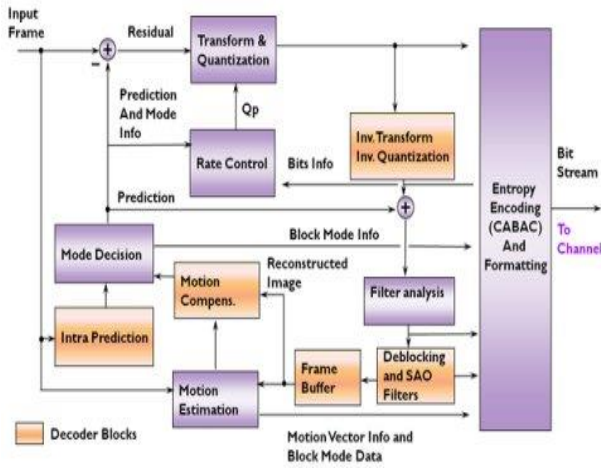 Input
Frame
Residual
Transform &
Quantization
Prediction
And Mode
Info
Qp
Inv. Transform
Inv. Quantization
Rate Control
Bits Info
Bit
Stream
Prediction
Entropy
Encoding
(CABAC)
And
Formatting
To
Channel
Mode Decision
Block Mode Info
Reconstructed
Image
Motion
Compens.
Filter analysis
Intra Prediction
Frame
Buffer
Deblocking
and SAO
Filters
Motion
Estimation
Decoder Blocks
Motion Vector Info and
Block Mode Data